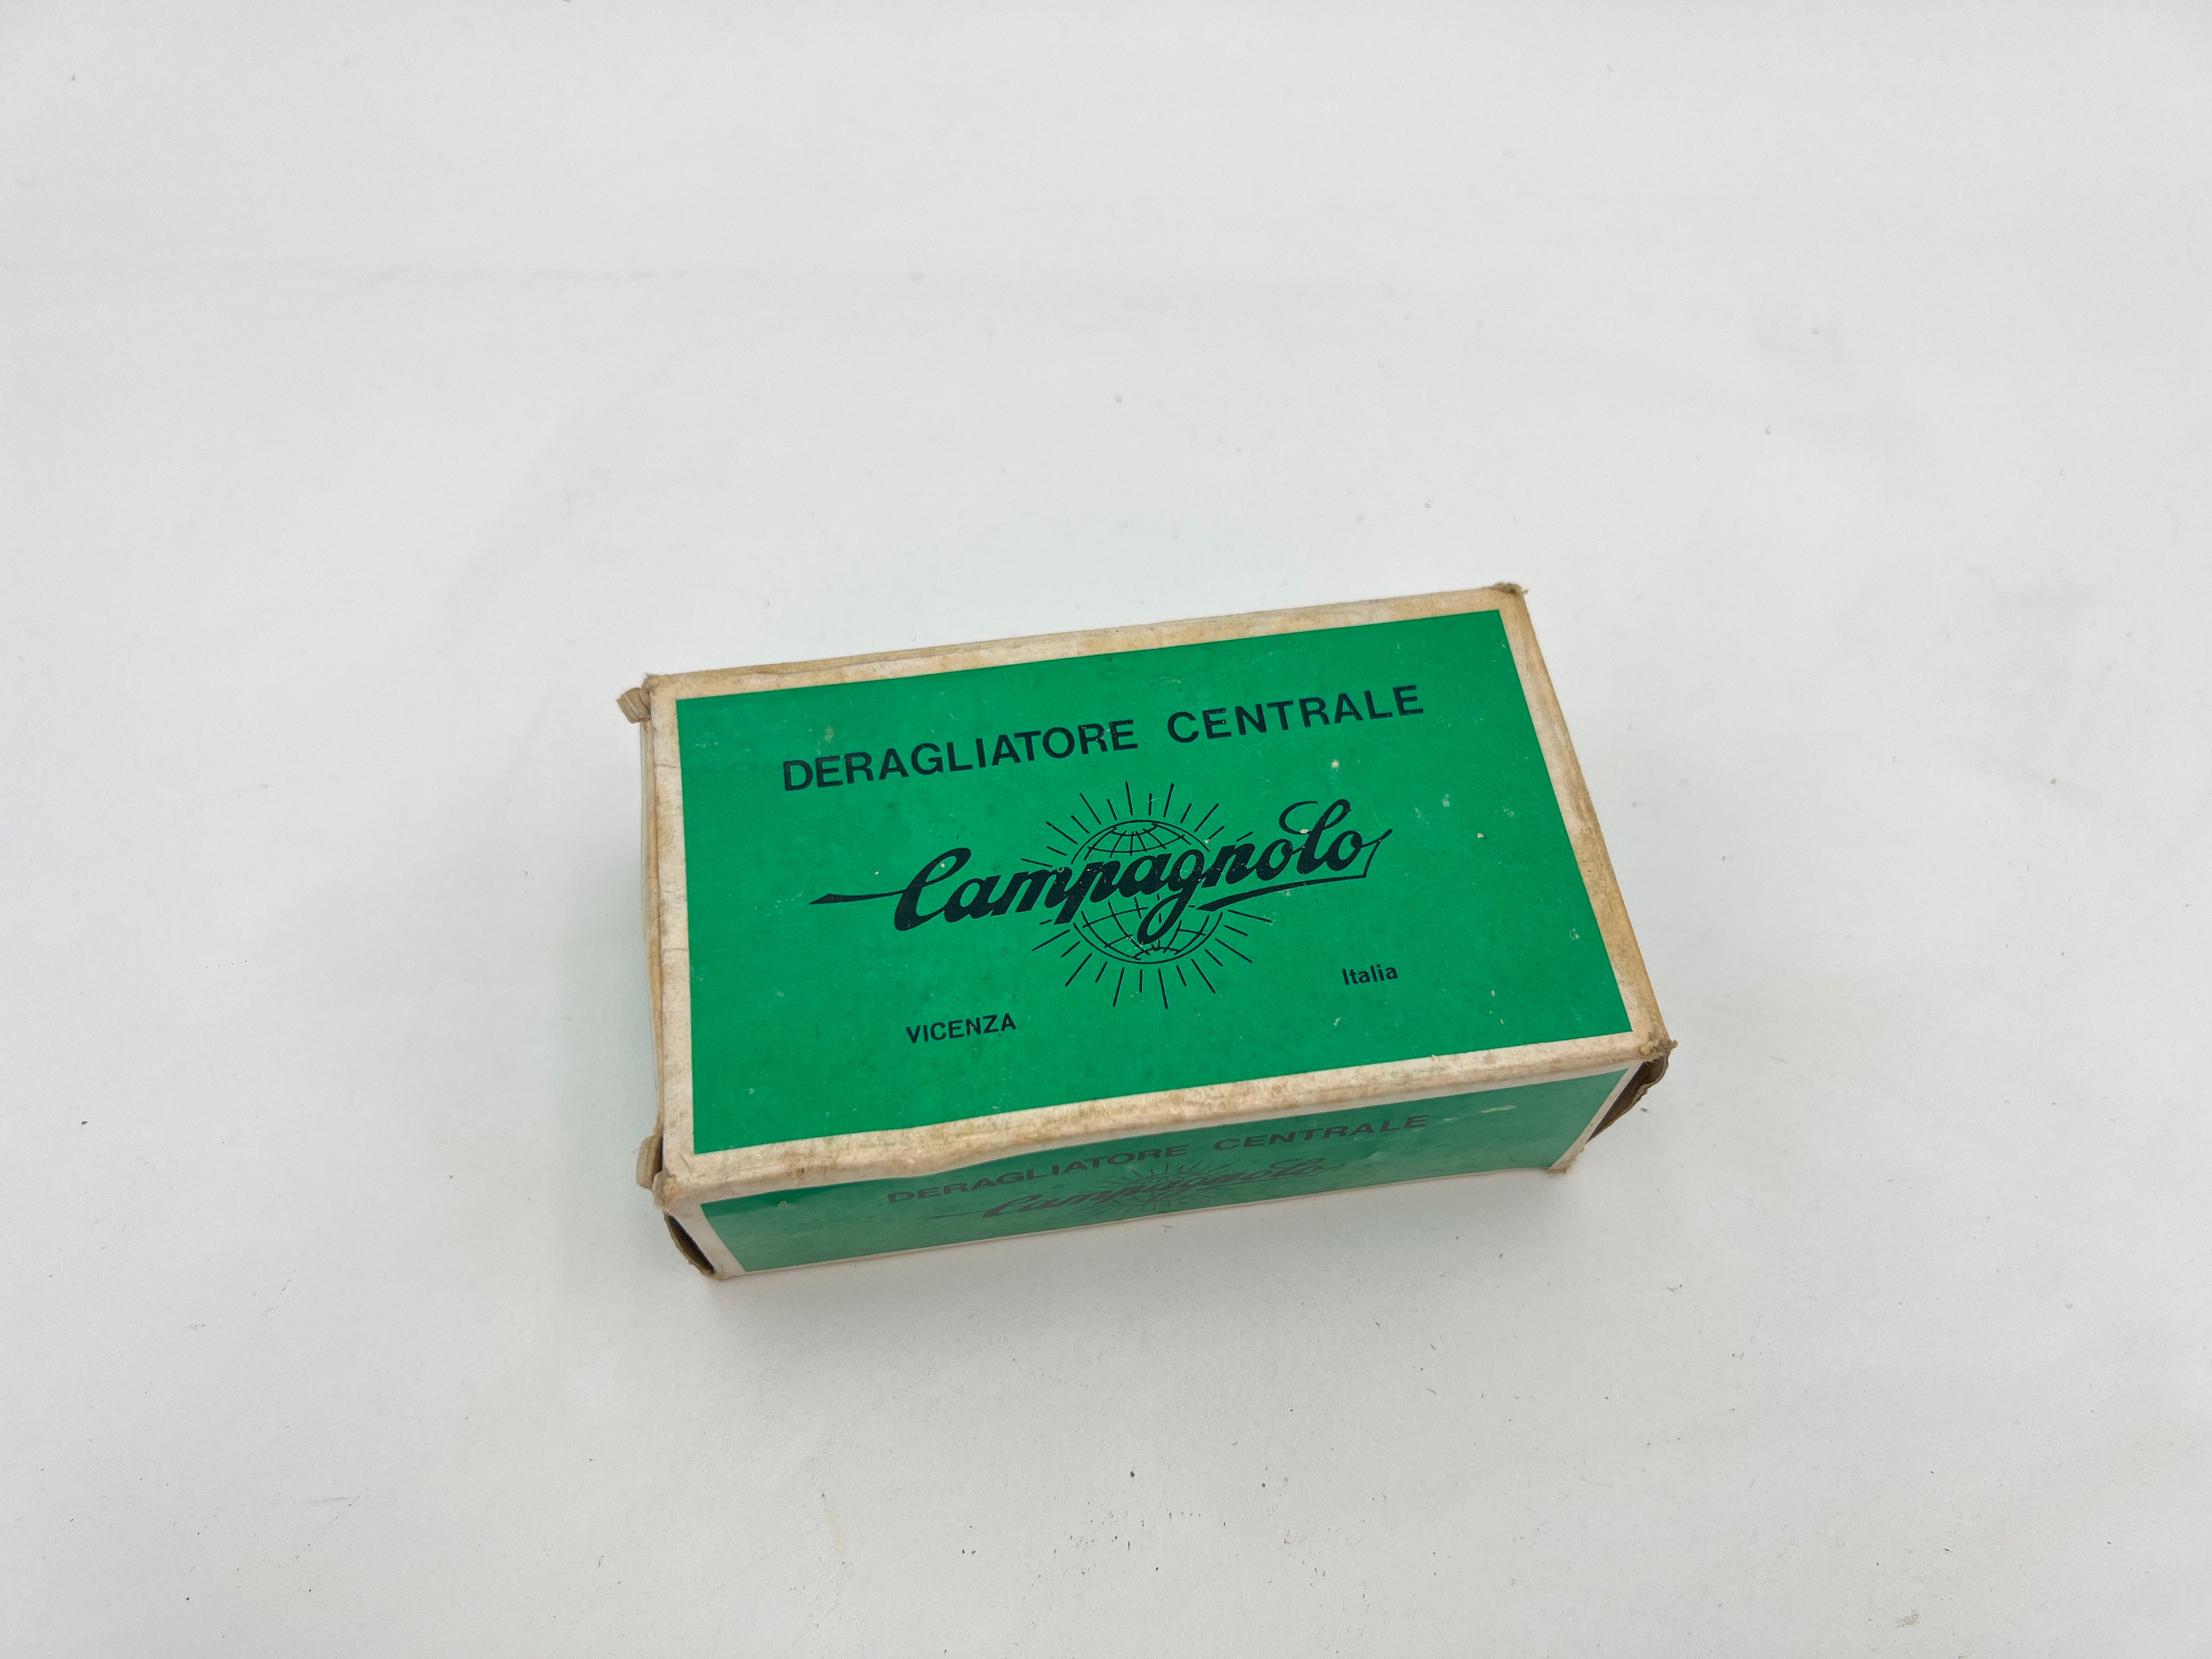 DERAGLIATORE CENTRALE
Campagnolo
Italia
VICENZA
DERAGLIATORE CENTRALE
Campagnolo